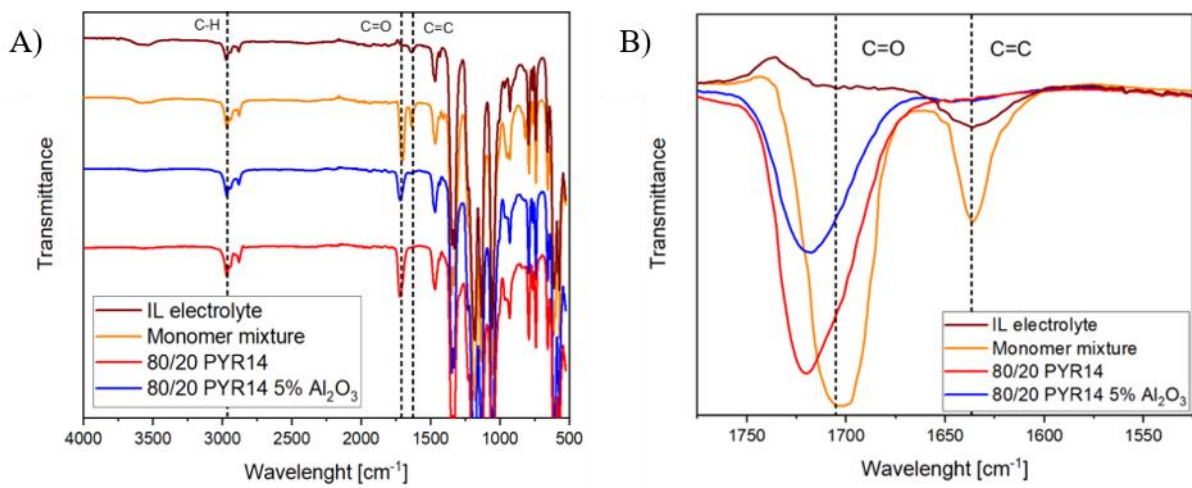 A)
C-H
C=O
C=C
Transmittance
IL electrolyte
Monomer mixture
80/20 PYR14
80/20 PYR14 5% Al₂O₃
4000 3500 3000 2500 2000 1500 1000 500
Wavelenght [cm⁻¹]
B)
C=O
C=C
Transmittance
IL electrolyte
Monomer mixture
80/20 PYR14
80/20 PYR14 5% Al₂O₃
1750 1700 1650 1600 1550
Wavelenght [cm⁻¹]